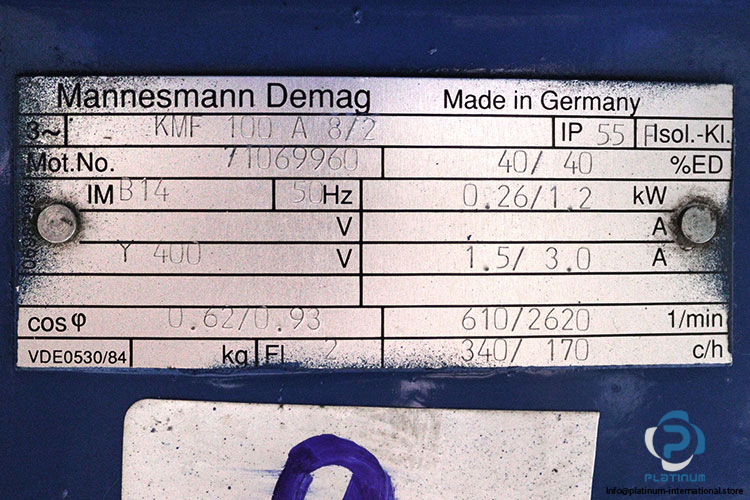 Mannesmann Demag Made in Germany
3~ KMF 100 A 8/2 IP 55 F Isol.-Kl.
Mot.No. 71069960 40/ 40 %ED
IM B14 50 Hz 0.26/1.2 kW
V A
Y 400 V 1.5/ 3.0 A
cos φ 0.62/0.93 610/2620 1/min
VDE0530/84 kg Fl 2 340/ 170 c/h
PLATINUM
info@platinum-international.store